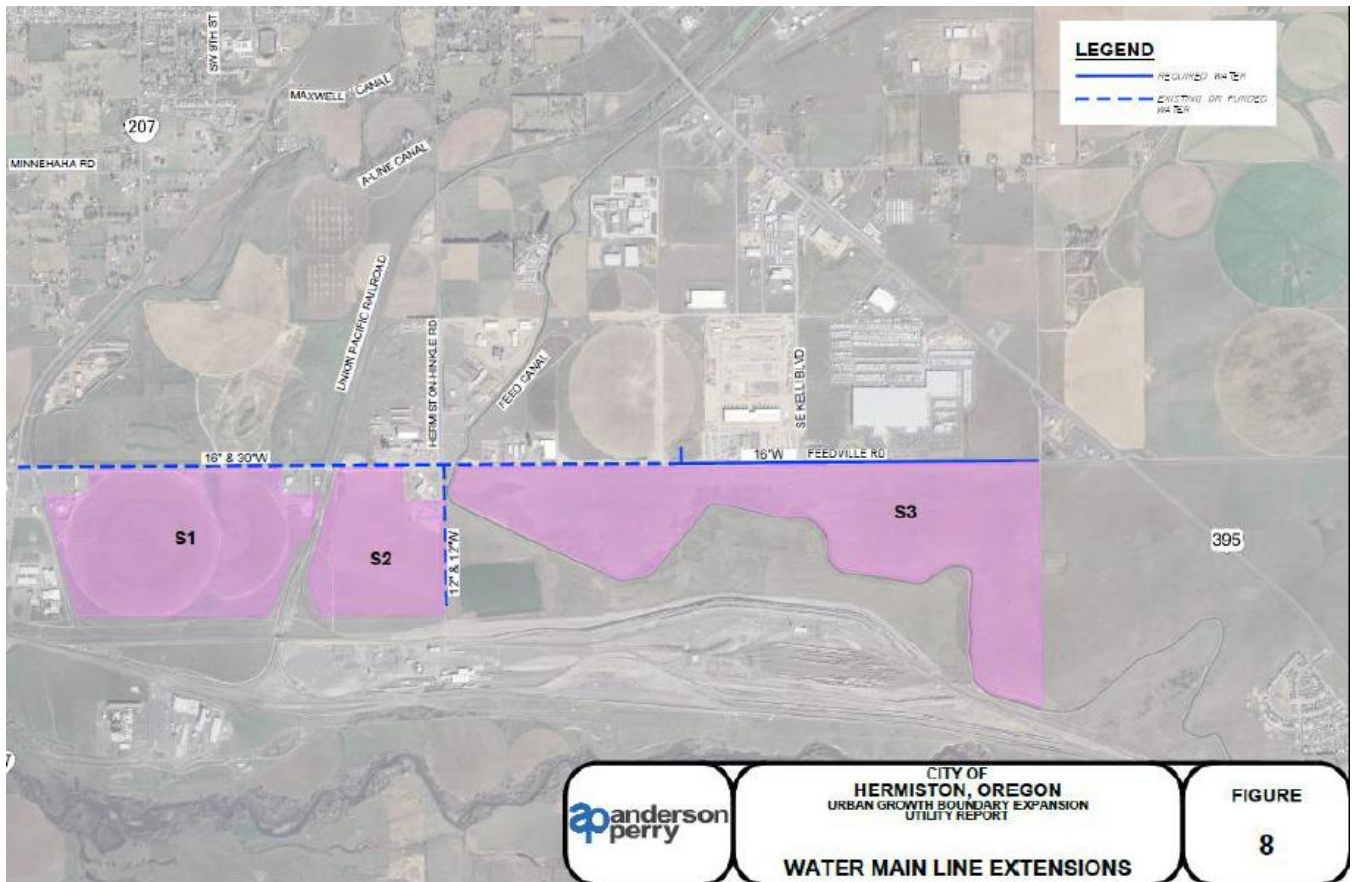 LEGEND
REQUIRED WATER
EXISTING OR FUNDED
WATER
SW 9TH ST
MAXWELL CANAL
207
MINNEHAHA RD
A-LINE CANAL
UNION PACIFIC RAILROAD
HERMISTON-HINKLE RD
FEED CANAL
SE KELLI BLVD
16" & 30"W
16"W
FEEDVILLE RD
S1
S2
12" & 12"W
S3
395
anderson
perry
CITY OF
HERMISTON, OREGON
URBAN GROWTH BOUNDARY EXPANSION
UTILITY REPORT
WATER MAIN LINE EXTENSIONS
FIGURE
8